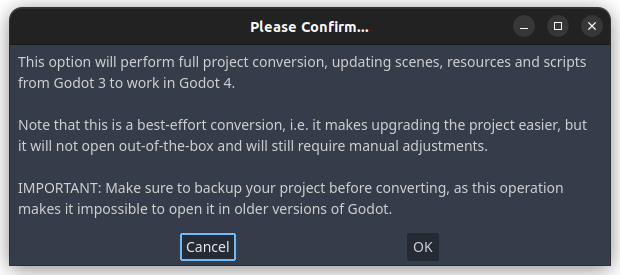 Please Confirm...
This option will perform full project conversion, updating scenes, resources and scripts
from Godot 3 to work in Godot 4.
Note that this is a best-effort conversion, i.e. it makes upgrading the project easier, but
it will not open out-of-the-box and will still require manual adjustments.
IMPORTANT: Make sure to backup your project before converting, as this operation
makes it impossible to open it in older versions of Godot.
Cancel
OK